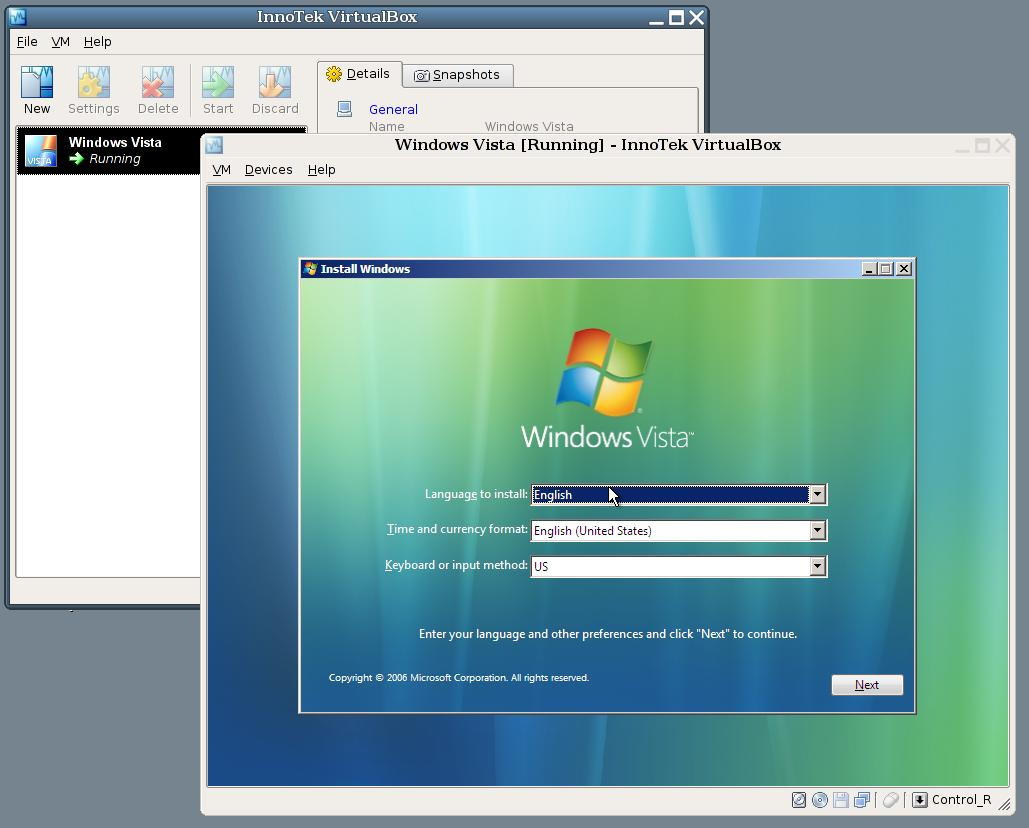 InnoTek VirtualBox
File VM Help
New Settings Delete Start Discard
Details Snapshots
General
Name Windows Vista
VISTA
Windows Vista
Running
Windows Vista [Running] - InnoTek VirtualBox
VM Devices Help
Install Windows
Windows Vista™
Language to install: English
Time and currency format: English (United States)
Keyboard or input method: US
Enter your language and other preferences and click "Next" to continue.
Copyright © 2006 Microsoft Corporation. All rights reserved.
Next
Control_R